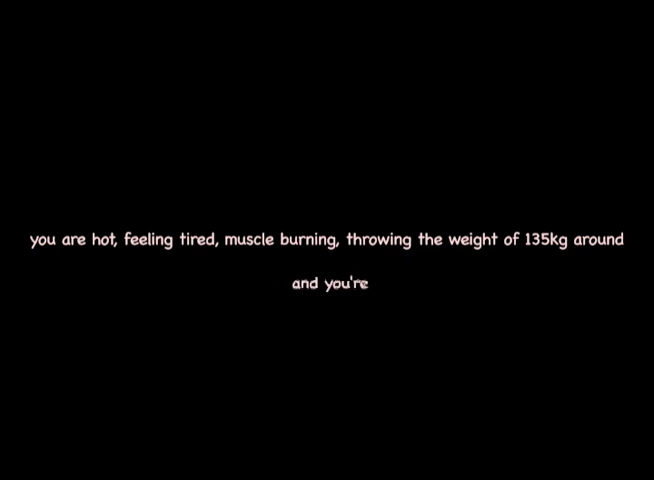 you are hot, feeling tired, muscle burning, throwing the weight of 135kg around
and you're